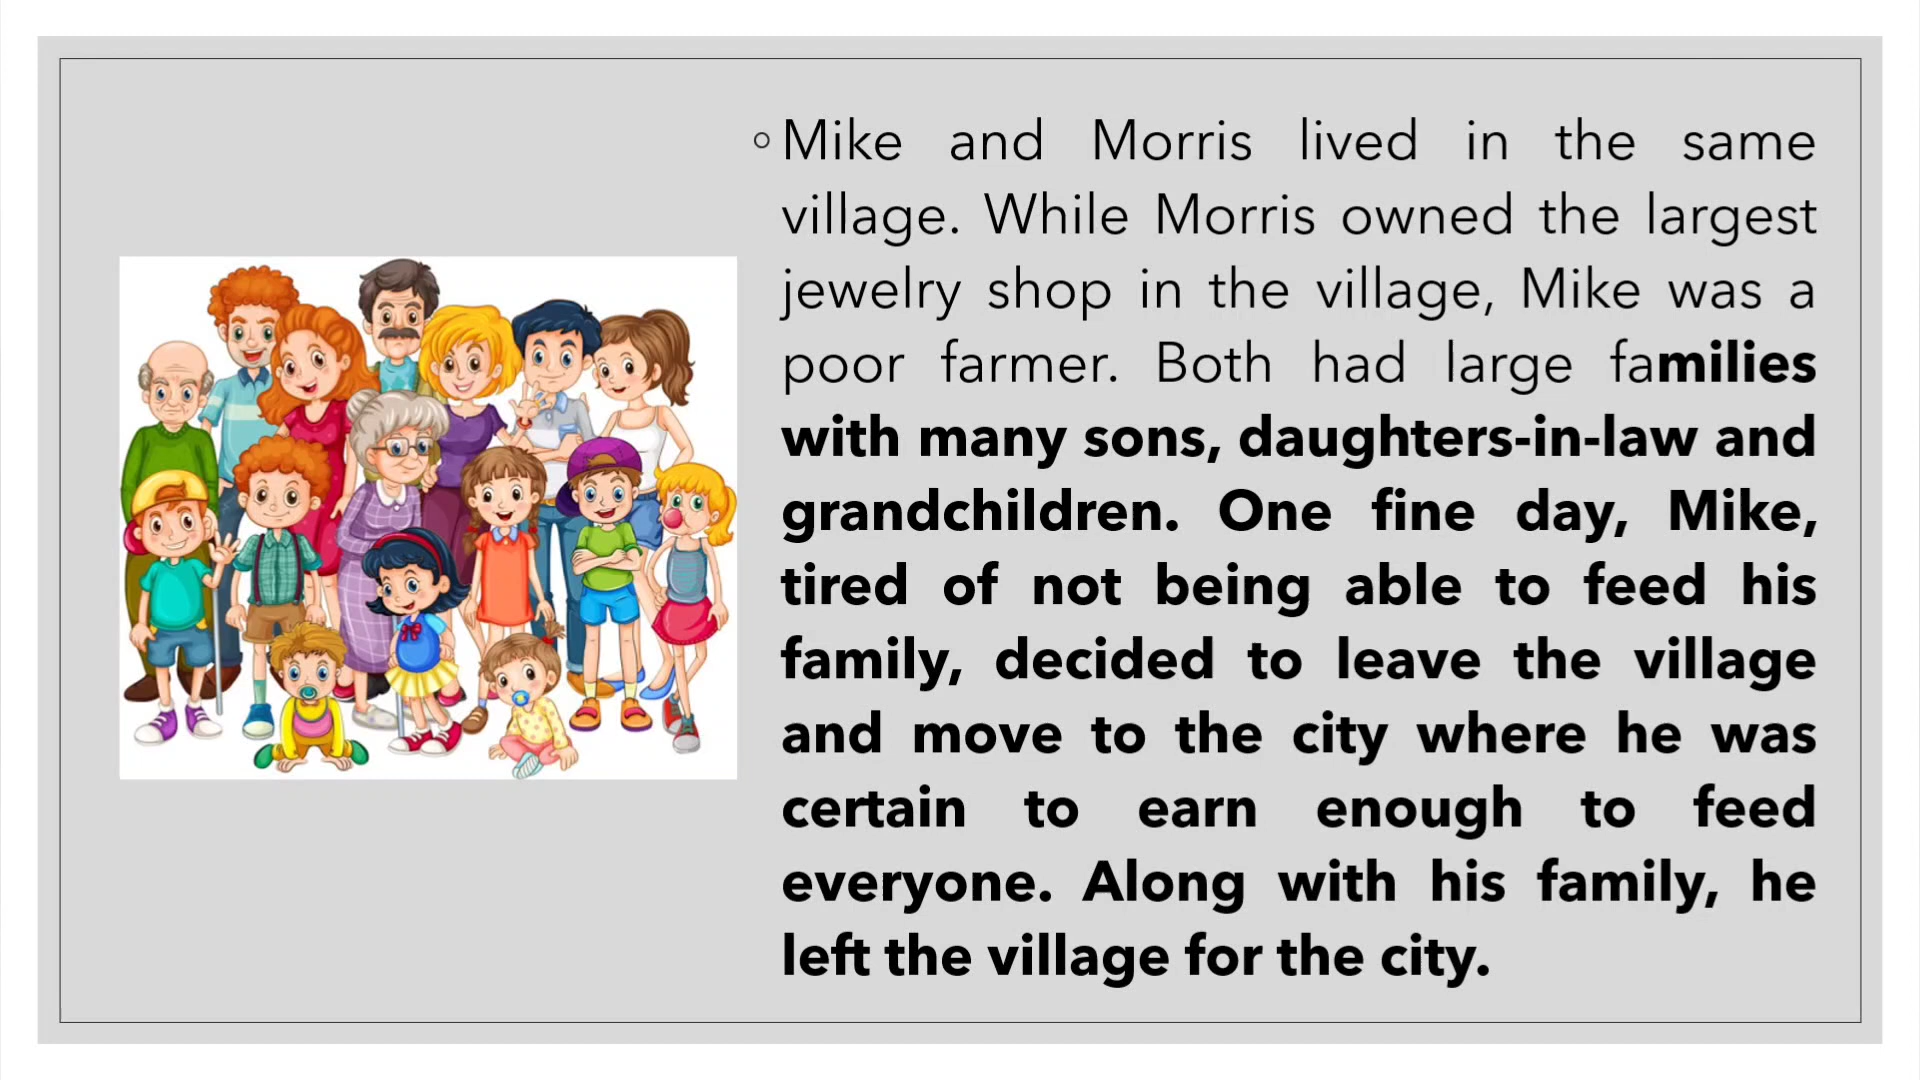 ◦Mike and Morris lived in the same
village. While Morris owned the largest
jewelry shop in the village, Mike was a
poor farmer. Both had large families
with many sons, daughters-in-law and
grandchildren. One fine day, Mike,
tired of not being able to feed his
family, decided to leave the village
and move to the city where he was
certain to earn enough to feed
everyone. Along with his family, he
left the village for the city.